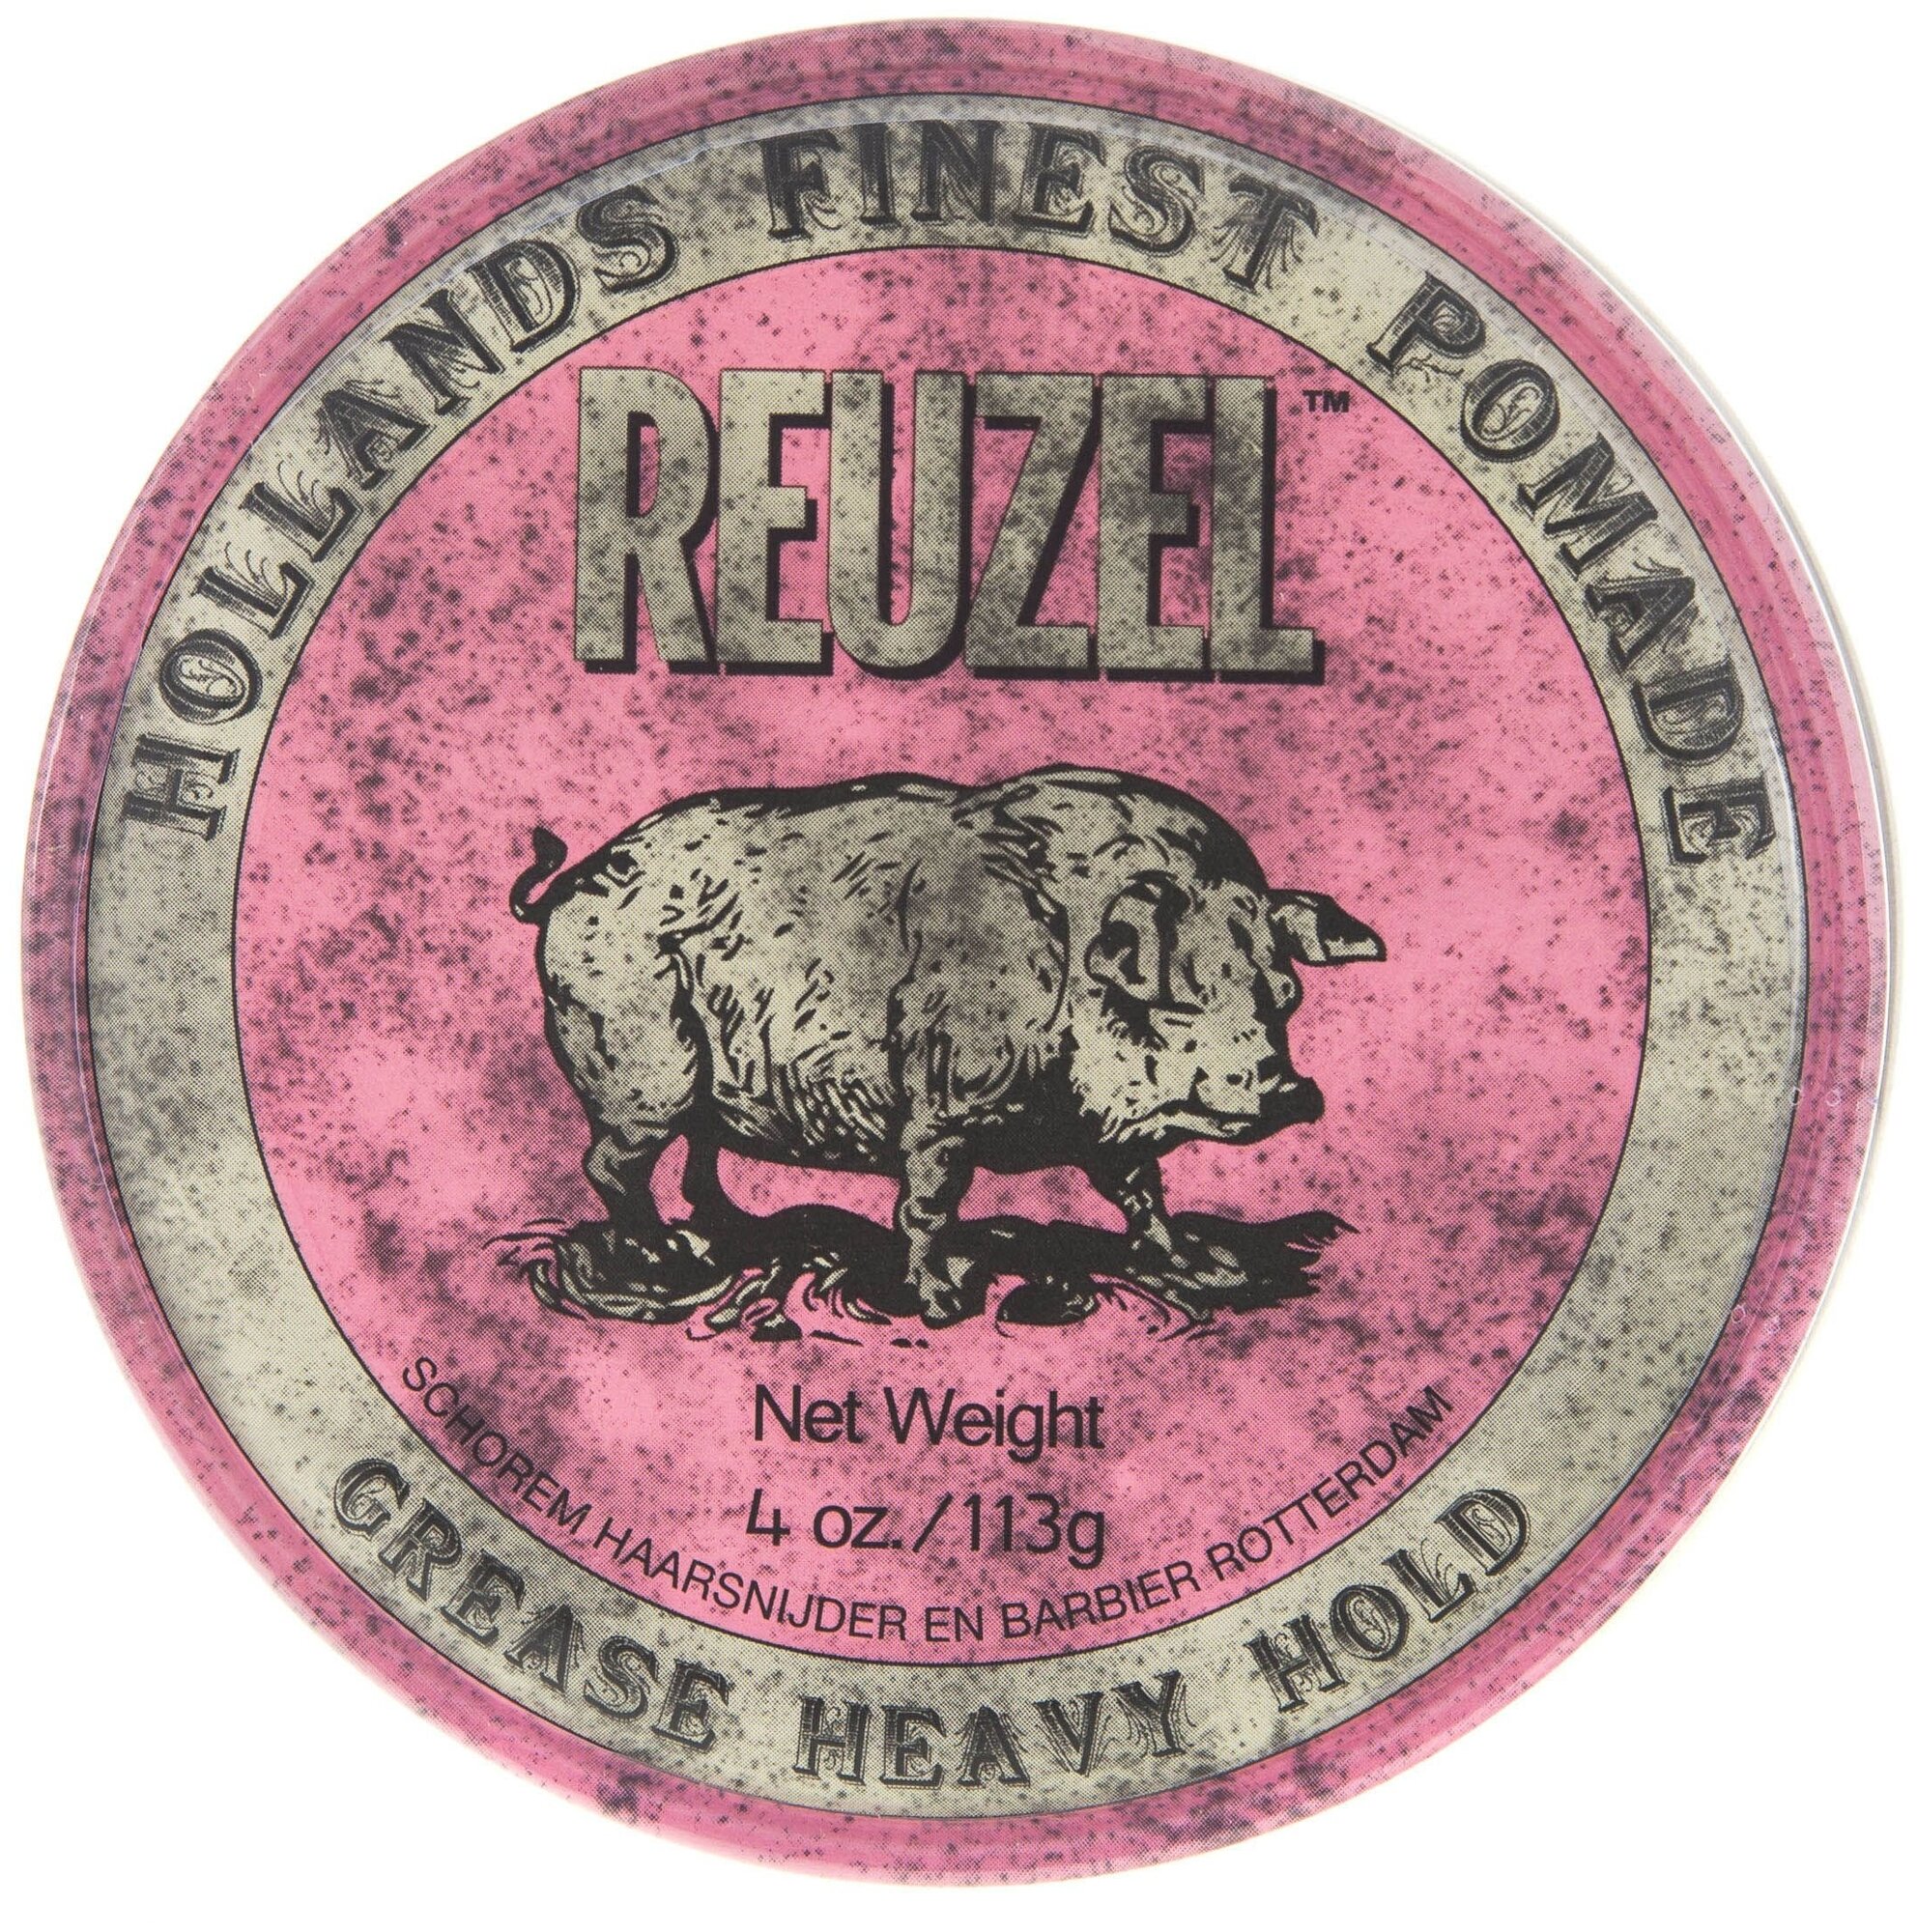 HOLLANDS FINEST POMADE
REUZEL™
Net Weight
4 oz./113g
SCHOREM HAARSNIJDER EN BARBIER ROTTERDAM
GREASE HEAVY HOLD